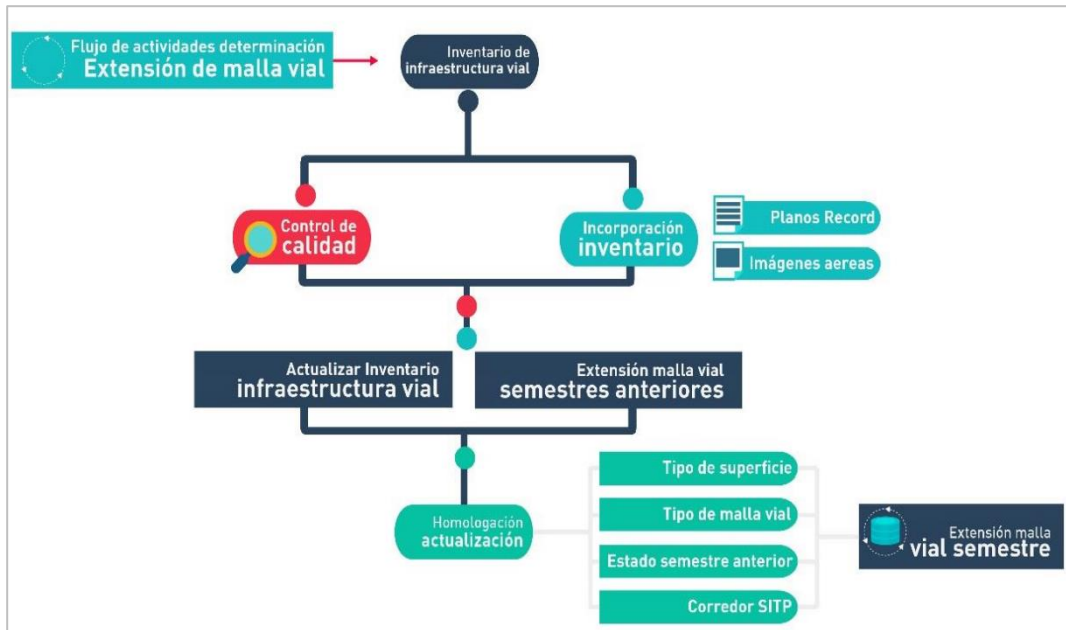 Flujo de actividades determinación
Extensión de malla vial
Inventario de
infraestructura vial
Control de
calidad
Incorporación
inventario
Planos Record
Imágenes aereas
Actualizar Inventario
infraestructura vial
Extensión malla vial
semestres anteriores
Homologación
actualización
Tipo de superficie
Tipo de malla vial
Estado semestre anterior
Corredor SITP
Extensión malla
vial semestre